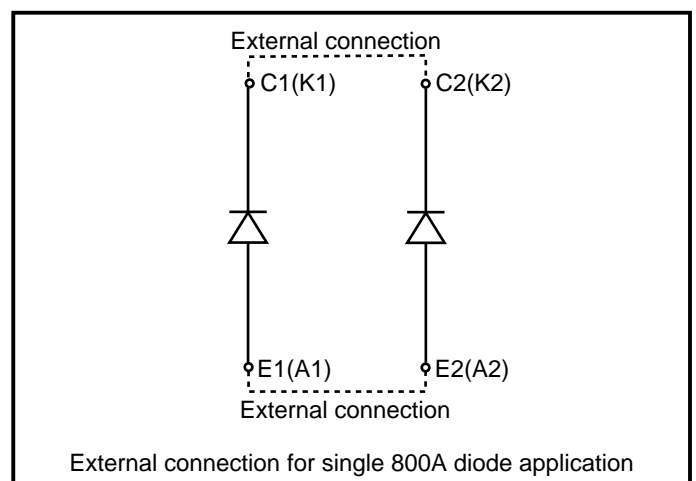 External connection
C1(K1)
C2(K2)
E1(A1)
E2(A2)
External connection
External connection for single 800A diode application